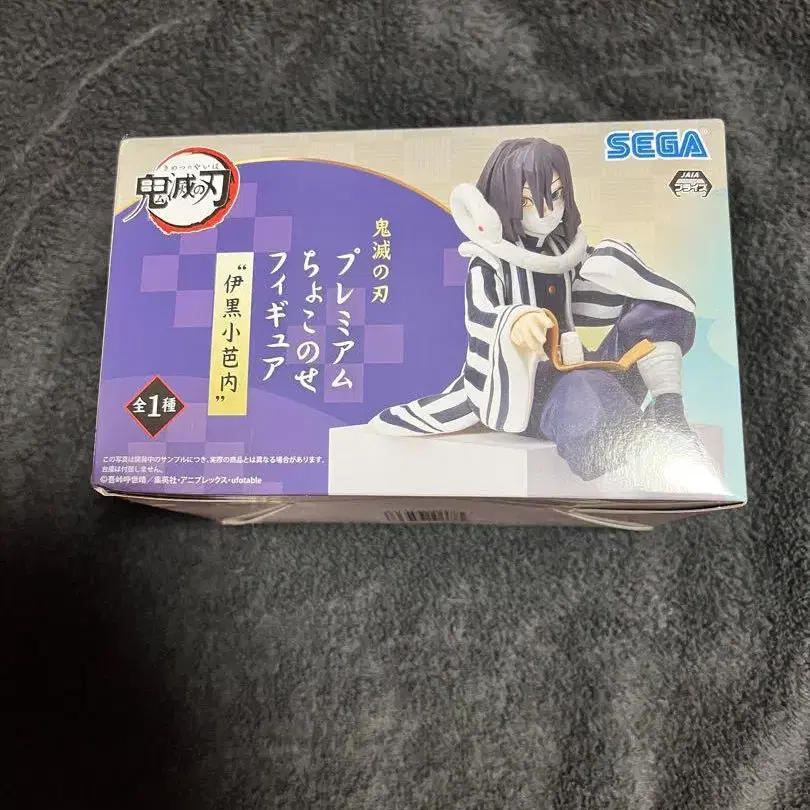 きめつのやいば
鬼滅の刃
SEGA
JAIA
プライズ
鬼滅の刃
プレミアム
ちょこのせ
フィギュア
“伊黒小芭内”
全1種
この写真は開発中のサンプルにつき、実際の商品とは異なる場合があります。
台座は付属しません。
©吾峠呼世晴／集英社・アニプレックス・ufotable